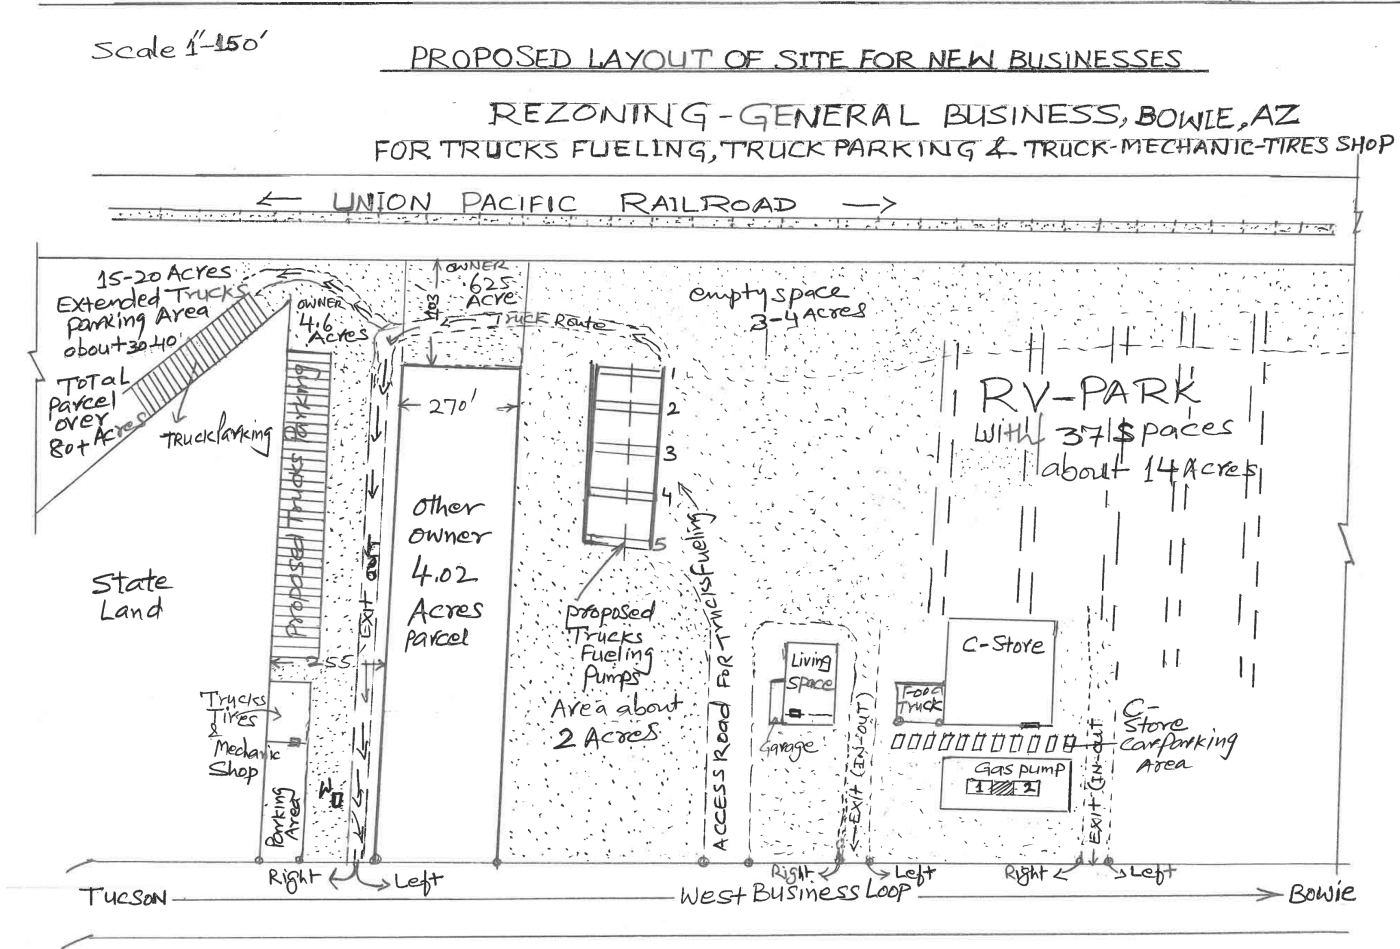 Scale 1"-150'
PROPOSED LAYOUT OF SITE FOR NEW BUSINESSES
REZONING-GENERAL BUSINESS, BOWIE, AZ
FOR TRUCKS FUELING, TRUCK PARKING & TRUCK-MECHANIC-TIRES SHOP
← UNION PACIFIC RAILROAD →
15-20 Acres
Extended Trucks
parking Area
about 30-40'
TOTAL
Parcel
over
80+ Acres
Truck Parking
OWNER
4.6
Acres
OWNER
.625
Acre
103'
Truck Route
empty space
3-4 Acres
RV-PARK
WITH 37 Spaces
about 14 Acres
270'
1
2
3
4
5
Proposed Trucks Parking
EXIT OUT
other
owner
4.02
Acres
Parcel
State
Land
proposed
Trucks
Fueling
Pumps
Area about
2 Acres
ACCESS Road FOR Trucks Fueling
255
Trucks
Tires
&
Mechanic
Shop
Parking
Area
W
Living
Space
Garage
EXIT (IN-OUT)
C-Store
Food
Truck
C-
Store
Car Parking
Area
Gas pump
1 2
EXIT (IN-OUT)
Right
Left
Right
Left
Right
Left
TUCSON
West Business Loop
Bowie